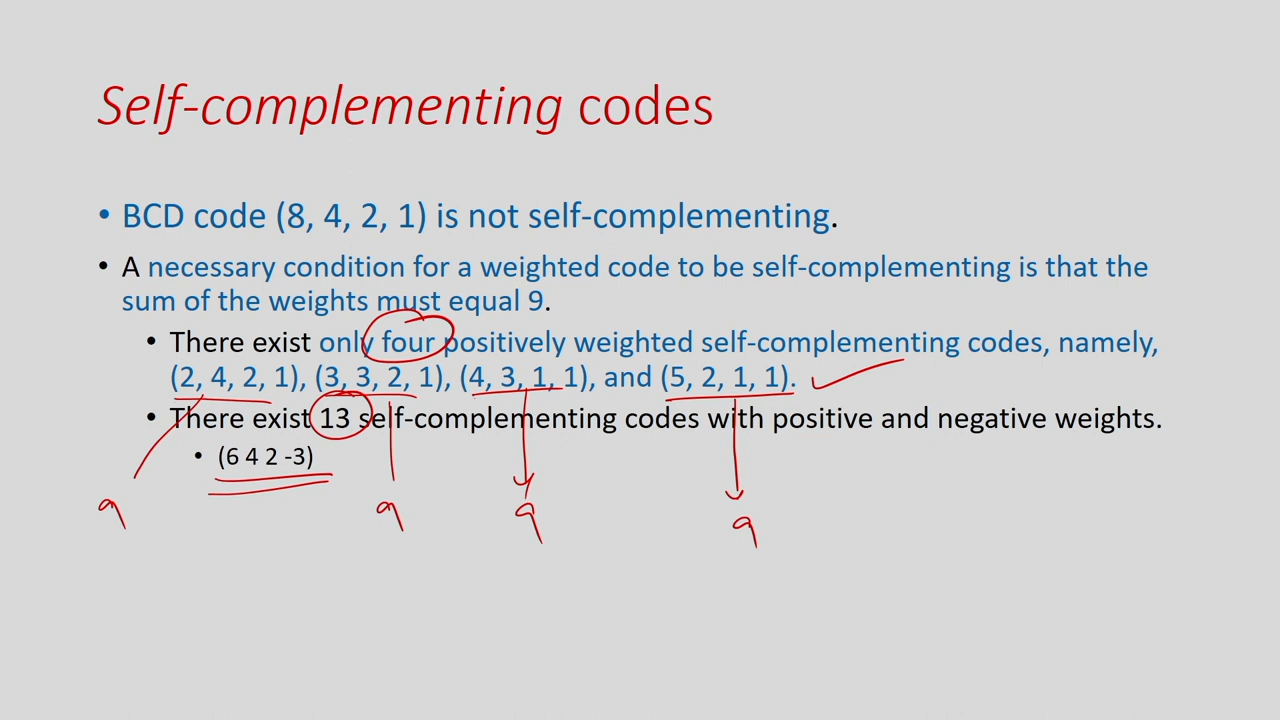 Self-complementing codes
• BCD code (8, 4, 2, 1) is not self-complementing.
• A necessary condition for a weighted code to be self-complementing is that the
sum of the weights must equal 9.
• There exist only four positively weighted self-complementing codes, namely,
(2, 4, 2, 1), (3, 3, 2, 1), (4, 3, 1, 1), and (5, 2, 1, 1).
• There exist 13 self-complementing codes with positive and negative weights.
• (6 4 2 -3)
9 9 9 9